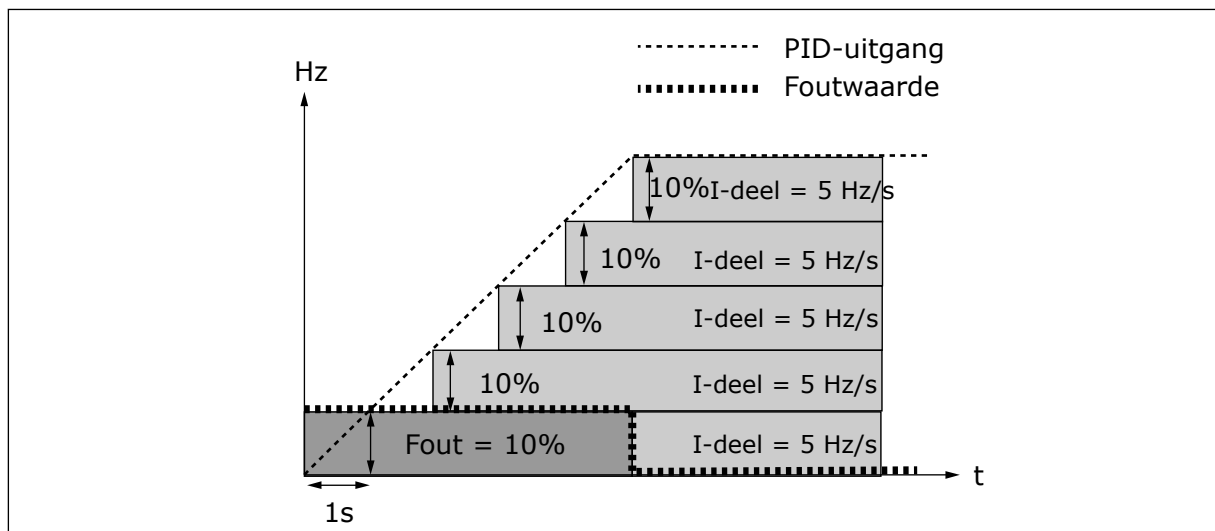 PID-uitgang
Hz
Foutwaarde
10% I-deel = 5 Hz/s
10% I-deel = 5 Hz/s
10% I-deel = 5 Hz/s
10% I-deel = 5 Hz/s
Fout = 10% I-deel = 5 Hz/s
t
1s